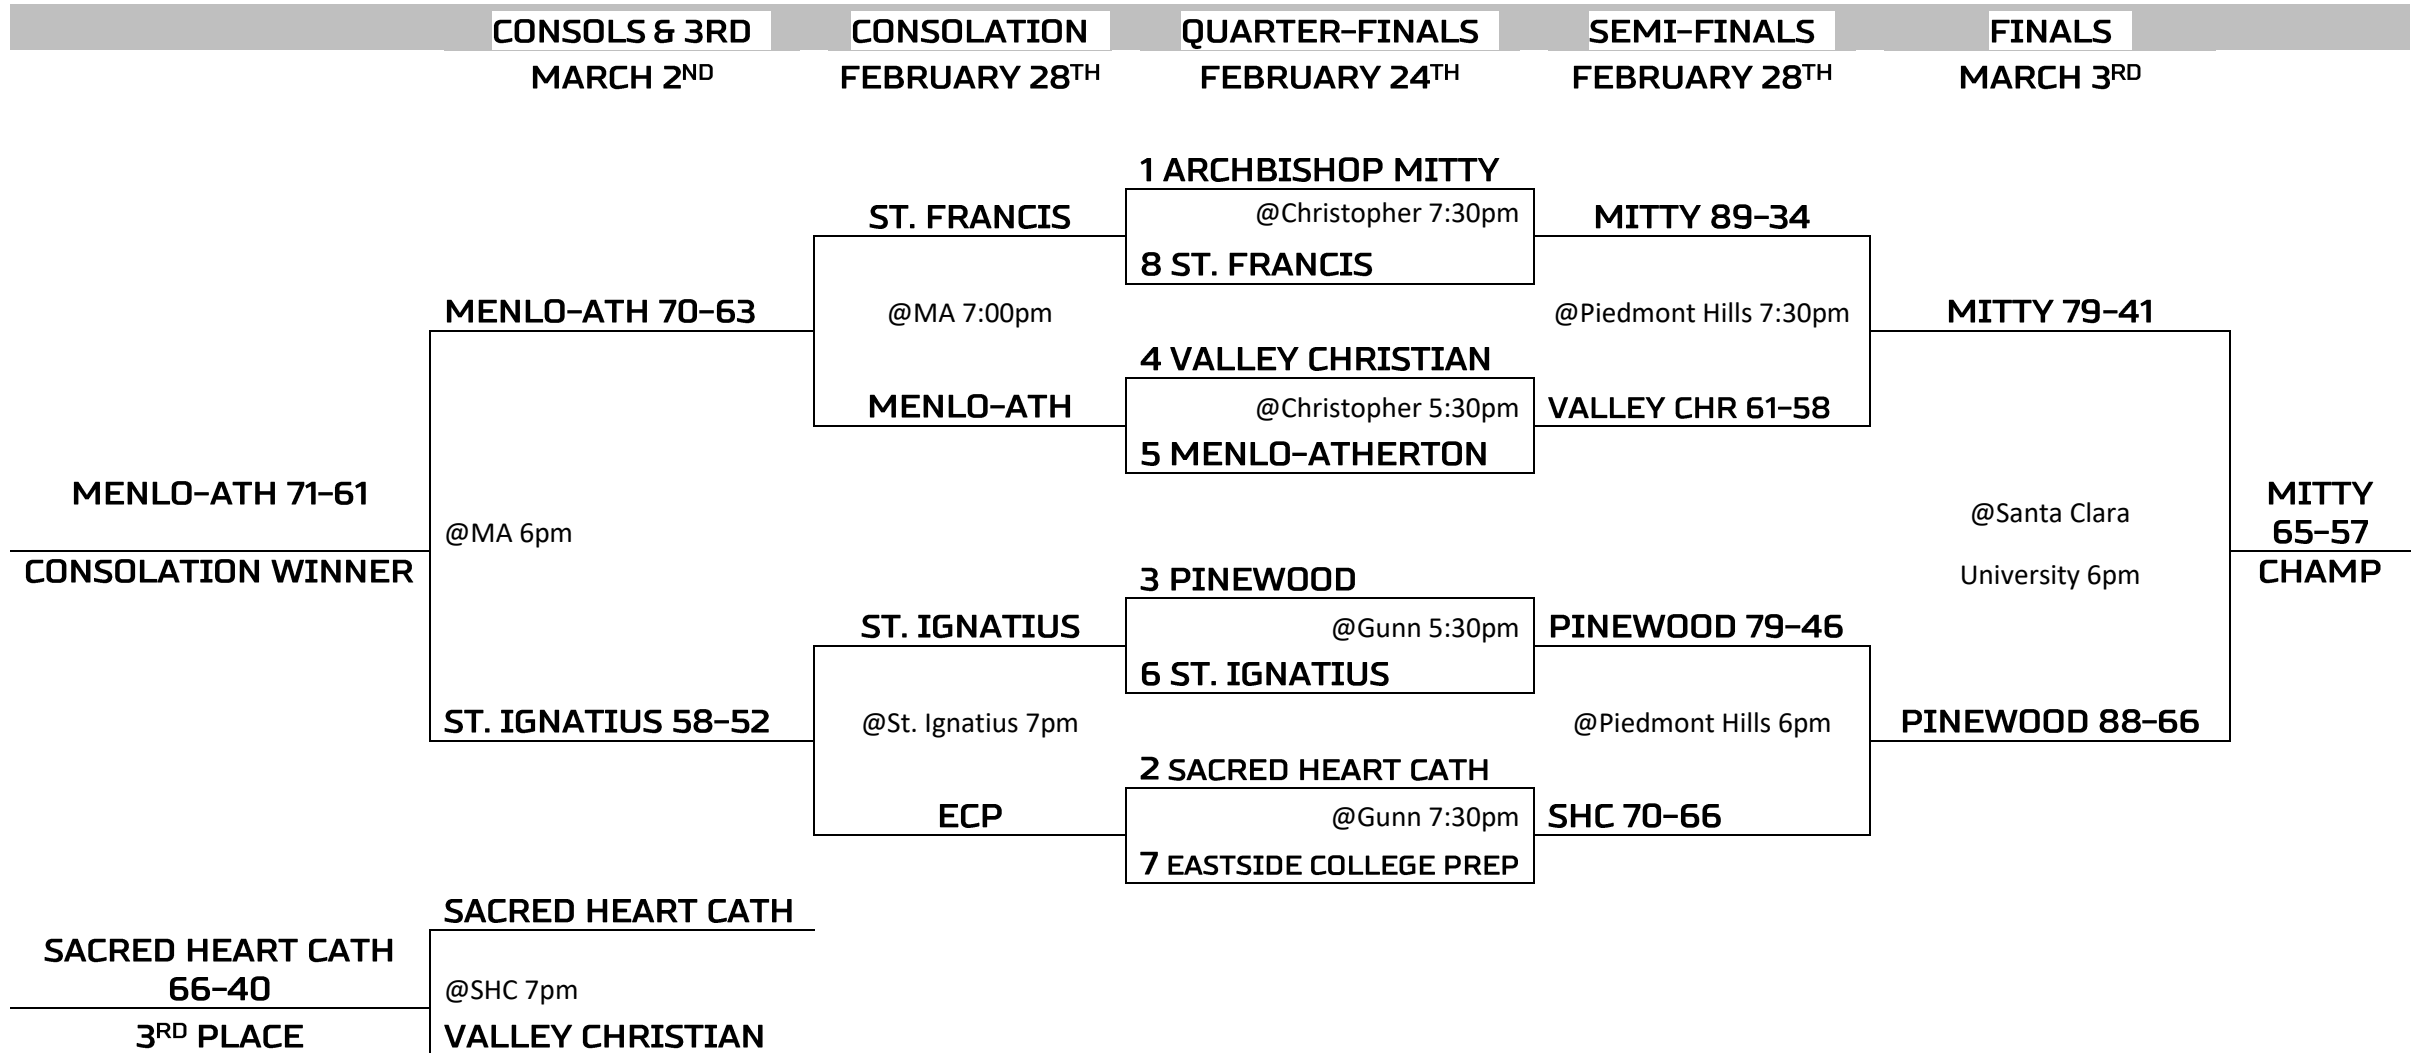 CONSOLS & 3RD CONSOLATION QUARTER-FINALS SEMI-FINALS FINALS
MARCH 2ND FEBRUARY 28TH FEBRUARY 24TH FEBRUARY 28TH MARCH 3RD
1 ARCHBISHOP MITTY
ST. FRANCIS @Christopher 7:30pm MITTY 89-34
8 ST. FRANCIS
MENLO-ATH 70-63 @MA 7:00pm @Piedmont Hills 7:30pm MITTY 79-41
4 VALLEY CHRISTIAN
MENLO-ATH @Christopher 5:30pm VALLEY CHR 61-58
5 MENLO-ATHERTON
MENLO-ATH 71-61 MITTY
@Santa Clara
@MA 6pm 65-57
CONSOLATION WINNER 3 PINEWOOD University 6pm CHAMP
ST. IGNATIUS @Gunn 5:30pm PINEWOOD 79-46
6 ST. IGNATIUS
ST. IGNATIUS 58-52 @St. Ignatius 7pm @Piedmont Hills 6pm PINEWOOD 88-66
2 SACRED HEART CATH
ECP @Gunn 7:30pm SHC 70-66
7 EASTSIDE COLLEGE PREP
SACRED HEART CATH
SACRED HEART CATH
66-40 @SHC 7pm
3RD PLACE VALLEY CHRISTIAN